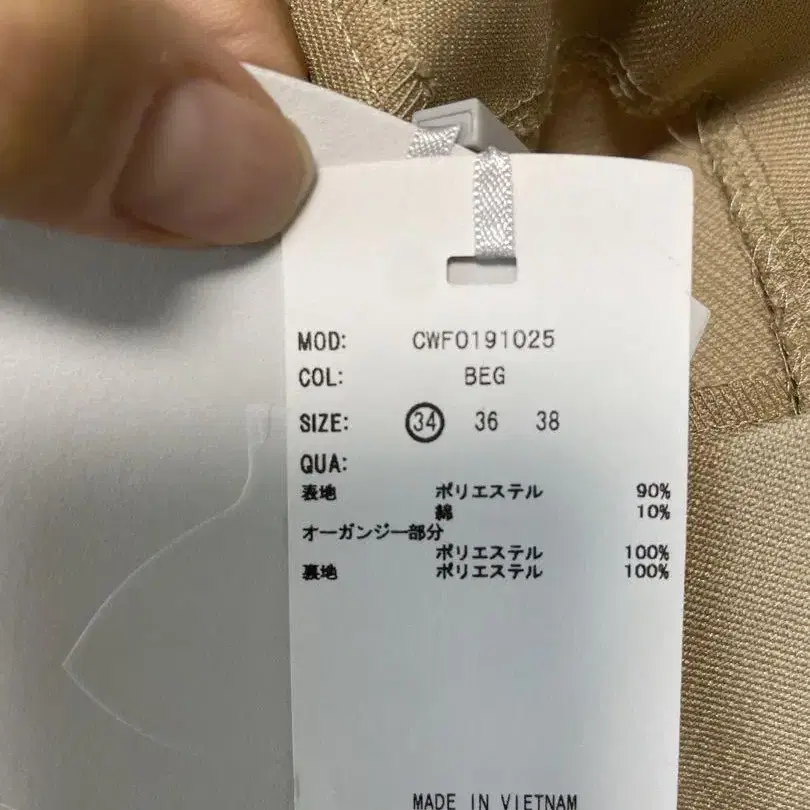 MOD: CWF0191025
COL: BEG
SIZE: 34 36 38
QUA:
表地 ポリエステル 90%
綿 10%
オーガンジー部分
ポリエステル 100%
裏地 ポリエステル 100%
MADE IN VIETNAM